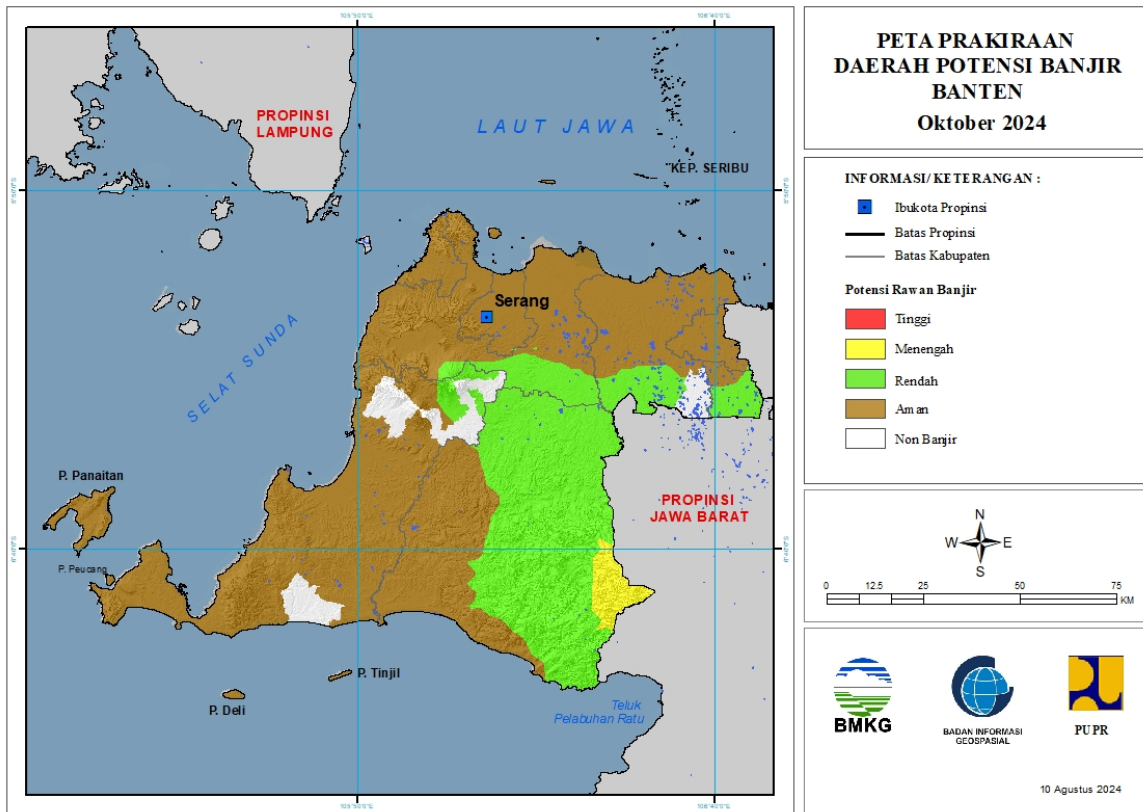 PETA PRAKIRAAN
DAERAH POTENSI BANJIR
BANTEN
Oktober 2024
INFORMASI/ KETERANGAN :
Ibukota Propinsi
Batas Propinsi
Batas Kabupaten
Potensi Rawan Banjir
Tinggi
Menengah
Rendah
Aman
Non Banjir
N
W E
S
0 12.5 25 50 75
KM
BMKG
BADAN INFORMASI
GEOSPASIAL
PUPR
10 Agustus 2024
PROPINSI
LAMPUNG
LAUT JAWA
KEP. SERIBU
Serang
SELAT SUNDA
P. Panaitan
P. Peucang
PROPINSI
JAWA BARAT
P. Tinjil
P. Deli
Teluk
Pelabuhan Ratu